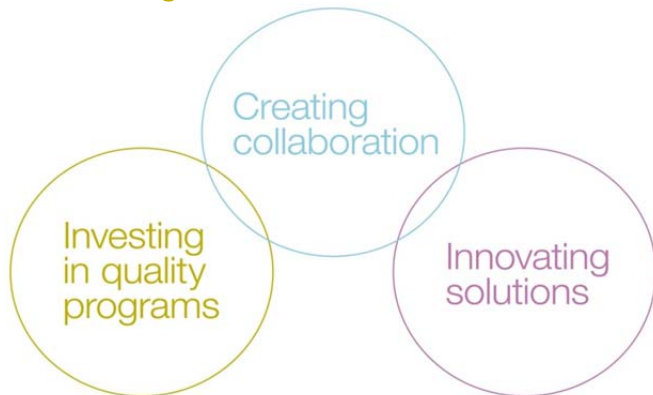 Creating
collaboration
Investing
in quality
programs
Innovating
solutions